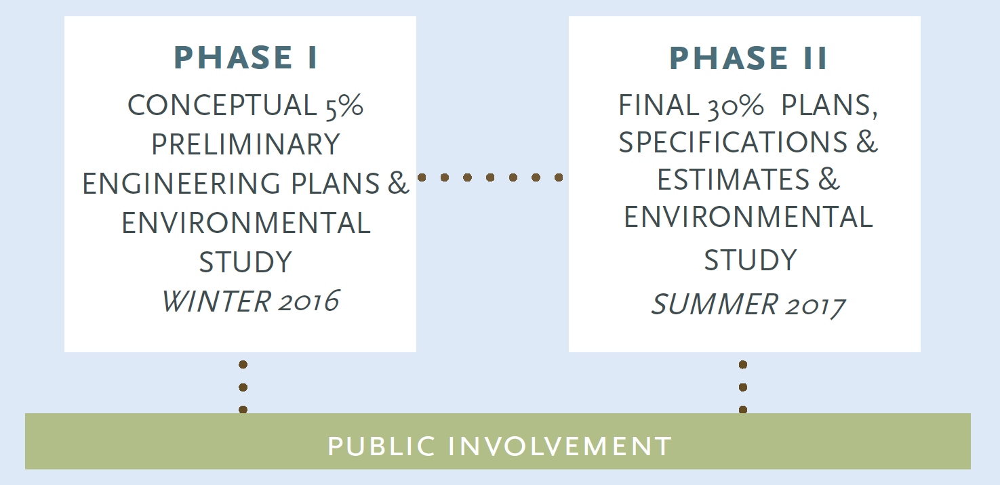 PHASE I
CONCEPTUAL 5%
PRELIMINARY
ENGINEERING PLANS &
ENVIRONMENTAL
STUDY
WINTER 2016
PHASE II
FINAL 30% PLANS,
SPECIFICATIONS &
ESTIMATES &
ENVIRONMENTAL
STUDY
SUMMER 2017
PUBLIC INVOLVEMENT